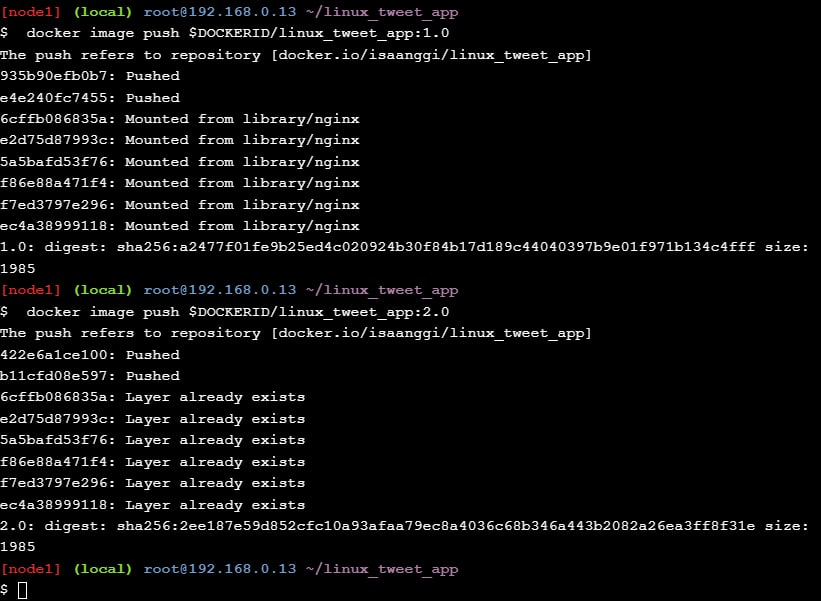 [node1] (local) root@192.168.0.13 ~/linux_tweet_app
$  docker image push $DOCKERID/linux_tweet_app:1.0
The push refers to repository [docker.io/isaanggi/linux_tweet_app]
935b90efb0b7: Pushed
e4e240fc7455: Pushed
6cffb086835a: Mounted from library/nginx
e2d75d87993c: Mounted from library/nginx
5a5bafd53f76: Mounted from library/nginx
f86e88a471f4: Mounted from library/nginx
f7ed3797e296: Mounted from library/nginx
ec4a38999118: Mounted from library/nginx
1.0: digest: sha256:a2477f01fe9b25ed4c020924b30f84b17d189c44040397b9e01f971b134c4fff size:
1985
[node1] (local) root@192.168.0.13 ~/linux_tweet_app
$  docker image push $DOCKERID/linux_tweet_app:2.0
The push refers to repository [docker.io/isaanggi/linux_tweet_app]
422e6a1ce100: Pushed
b11cfd08e597: Pushed
6cffb086835a: Layer already exists
e2d75d87993c: Layer already exists
5a5bafd53f76: Layer already exists
f86e88a471f4: Layer already exists
f7ed3797e296: Layer already exists
ec4a38999118: Layer already exists
2.0: digest: sha256:2ee187e59d852cfc10a93afaa79ec8a4036c68b346a443b2082a26ea3ff8f31e size:
1985
[node1] (local) root@192.168.0.13 ~/linux_tweet_app
$